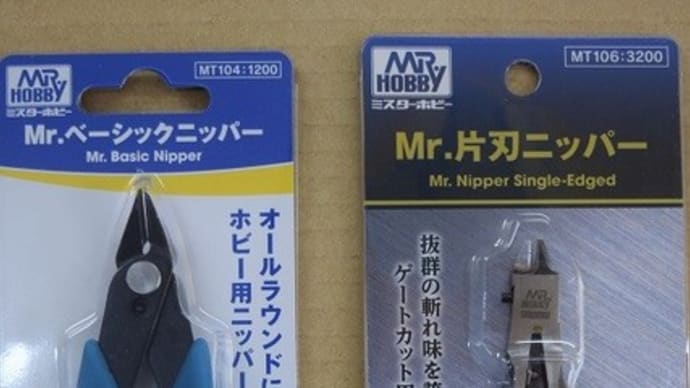 MR HOBBY
ミスターホビー
MT104:1200
Mr.ベーシックニッパー
Mr. Basic Nipper
オールラウンドに
ホビー用ニッパー
MR HOBBY
ミスターホビー
MT106:3200
Mr.片刃ニッパー
Mr. Nipper Single-Edged
抜群の斬れ味を
ゲートカット用
MR HOBBY